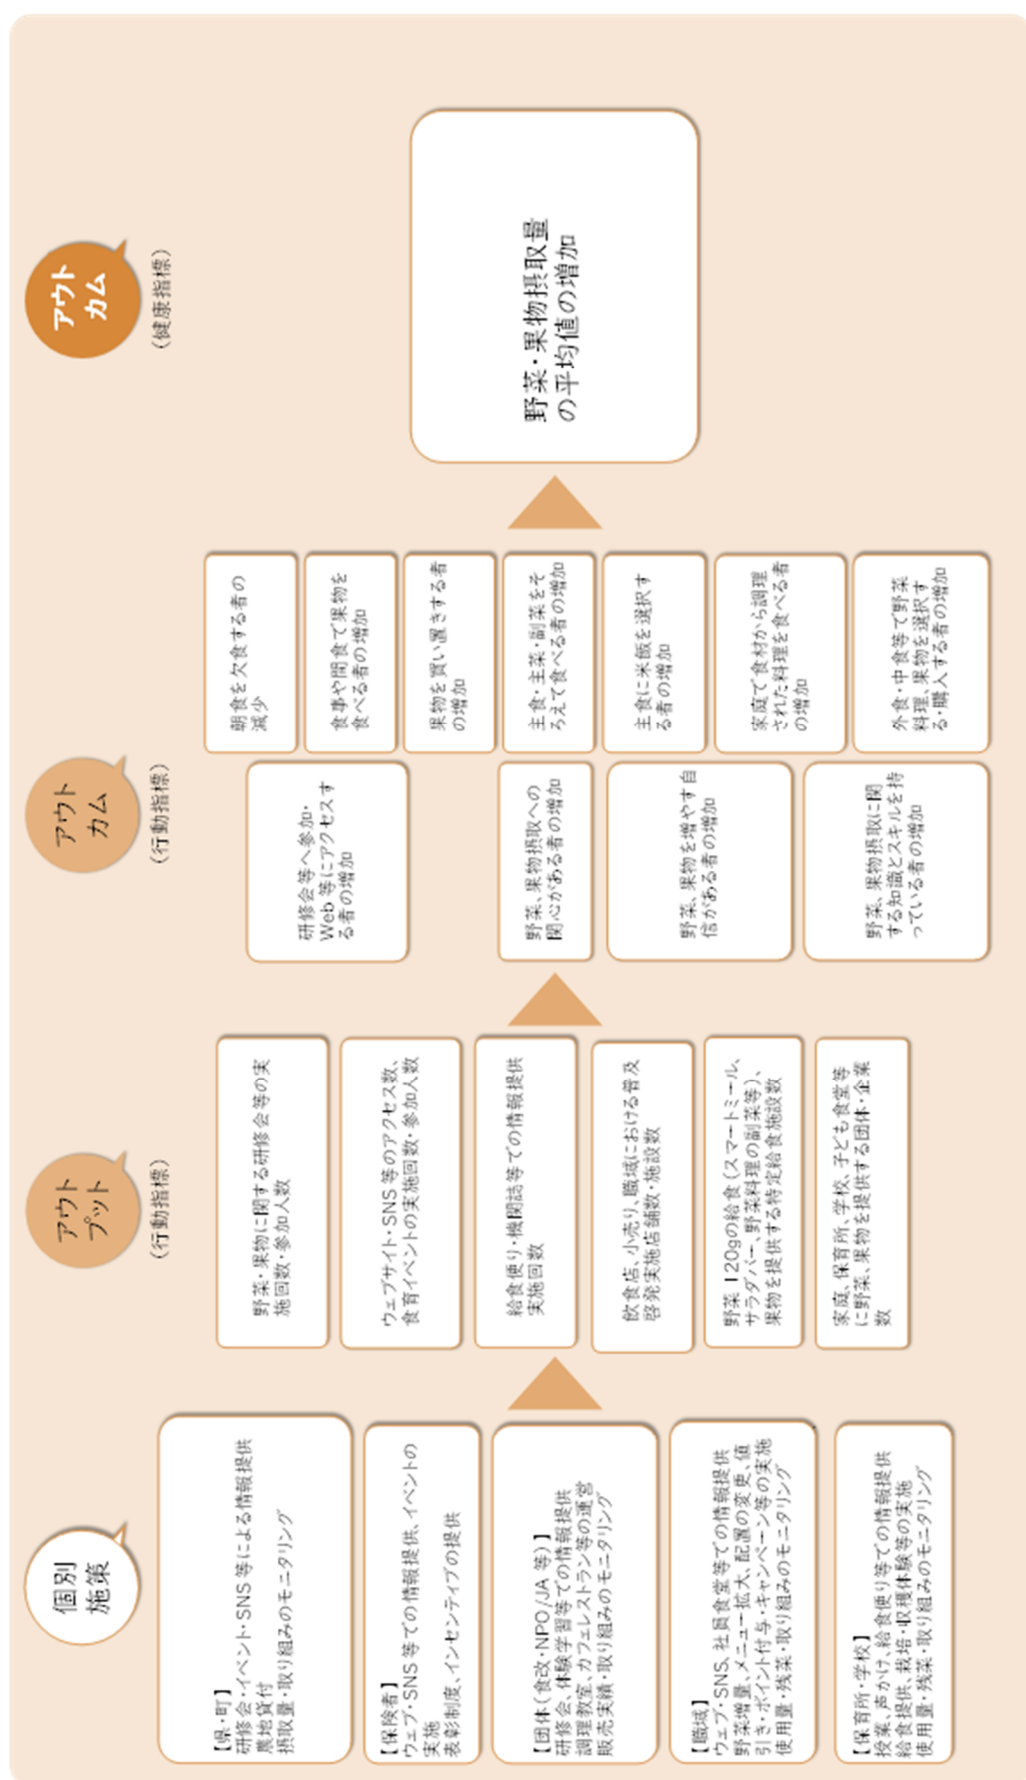 個別
施策
【県・町】
研修会・イベント・SNS 等による情報提供
農地貸付
摂取量・取り組みのモニタリング
【保険者】
ウェブ・SNS 等での情報提供、イベントの
実施
表彰制度、インセンティブの提供
【団体(食改・NPO/JA 等)】
研修会、体験学習等での情報提供
調理教室、カフェレストラン等の運営
販売実績・取り組みのモニタリング
【職域】
ウェブ・SNS、社員食堂等での情報提供
野菜増量、メニュー拡大、配置の変更、値
引き・ポイント付与・キャンペーン等の実施
使用量・残菜・取り組みのモニタリング
【保育所・学校】
授業、声かけ、給食便り等での情報提供
給食提供、栽培・収穫体験等の実施
使用量・残菜・取り組みのモニタリング
アウト
プット
(行動指標)
野菜・果物に関する研修会等の実
施回数・参加人数
ウェブサイト・SNS 等のアクセス数、
食育イベントの実施回数・参加人数
給食便り・機関誌等での情報提供
実施回数
飲食店、小売り、職域における普及
啓発実施店舗数・施設数
野菜 120gの給食(スマートミール、
サラダバー、野菜料理の副菜等)、
果物を提供する特定給食施設数
家庭、保育所、学校、子ども食堂等
に野菜、果物を提供する団体・企業
数
アウト
カム
(行動指標)
研修会等へ参加・
Web 等にアクセスす
る者の増加
野菜、果物摂取への
関心がある者の増加
野菜、果物を増やす自
信がある者の増加
野菜、果物摂取に関
する知識とスキルを持
っている者の増加
朝食を欠食する者の
減少
食事や間食で果物を
食べる者の増加
果物を買い置きする者
の増加
主食・主菜・副菜をそ
ろえて食べる者の増加
主食に米飯を選択す
る者の増加
家庭で食材から調理
された料理を食べる者
の増加
外食・中食等で野菜
料理、果物を選択す
る・購入する者の増加
アウト
カム
(健康指標)
野菜・果物摂取量
の平均値の増加